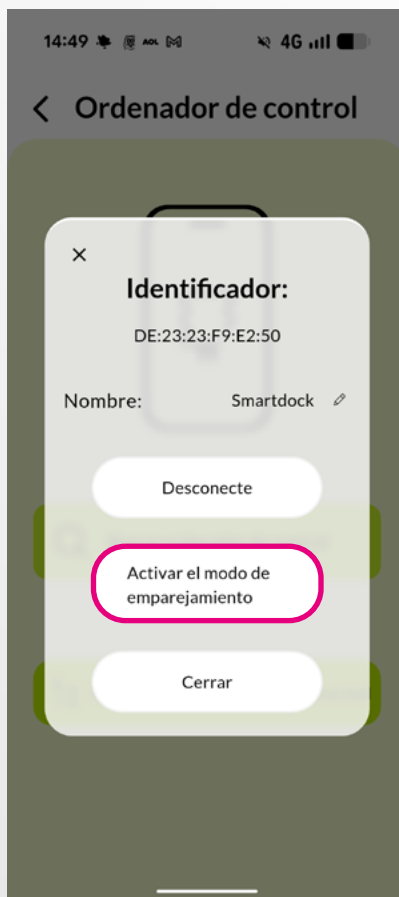 14:49 AOL 4G
Ordenador de control
Identificador:
DE:23:23:F9:E2:50
Nombre: Smartdock
Desconecte
Activar el modo de
emparejamiento
Cerrar